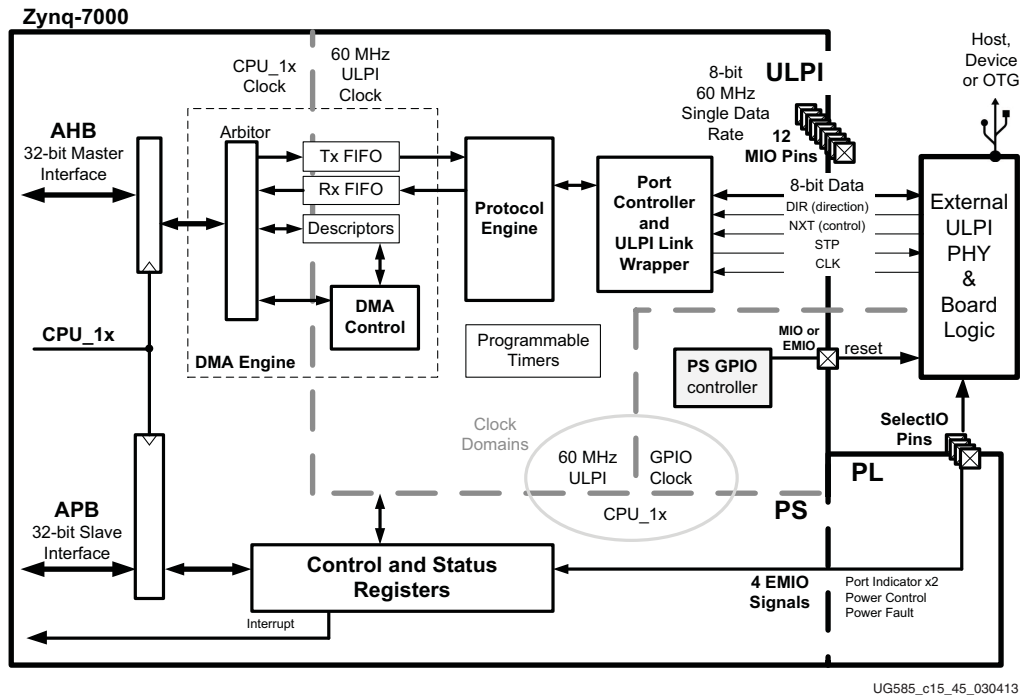 Zynq-7000
CPU_1x
Clock
60 MHz
ULPI
Clock
8-bit
60 MHz
Single Data
Rate
ULPI
12
MIO Pins
Host,
Device
or OTG
AHB
32-bit Master
Interface
Arbitor
Tx FIFO
Rx FIFO
Descriptors
DMA
Control
DMA Engine
Protocol
Engine
Port
Controller
and
ULPI Link
Wrapper
8-bit Data
DIR (direction)
NXT (control)
STP
CLK
External
ULPI
PHY
&
Board
Logic
CPU_1x
Programmable
Timers
MIO or
EMIO
reset
PS GPIO
controller
Clock
Domains
60 MHz
ULPI
GPIO
Clock
CPU_1x
SelectIO
Pins
PL
PS
APB
32-bit Slave
Interface
Control and Status
Registers
Interrupt
4 EMIO
Signals
Port Indicator x2
Power Control
Power Fault
UG585_c15_45_030413